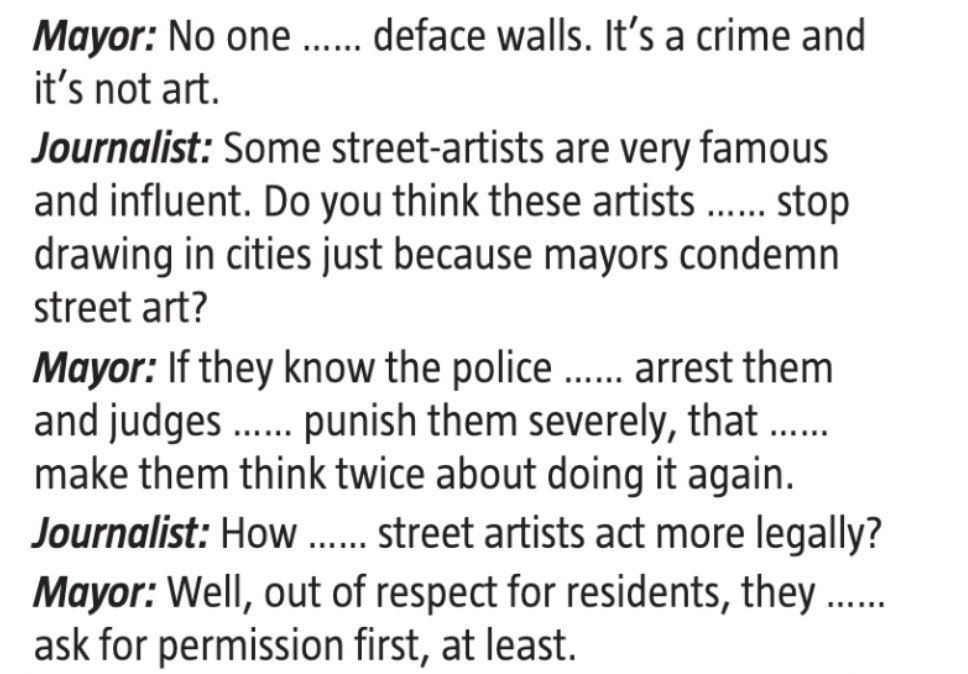 Mayor: No one ...... deface walls. It’s a crime and
it’s not art.
Journalist: Some street-artists are very famous
and influent. Do you think these artists ...... stop
drawing in cities just because mayors condemn
street art?
Mayor: If they know the police ...... arrest them
and judges ...... punish them severely, that ......
make them think twice about doing it again.
Journalist: How ...... street artists act more legally?
Mayor: Well, out of respect for residents, they ......
ask for permission first, at least.